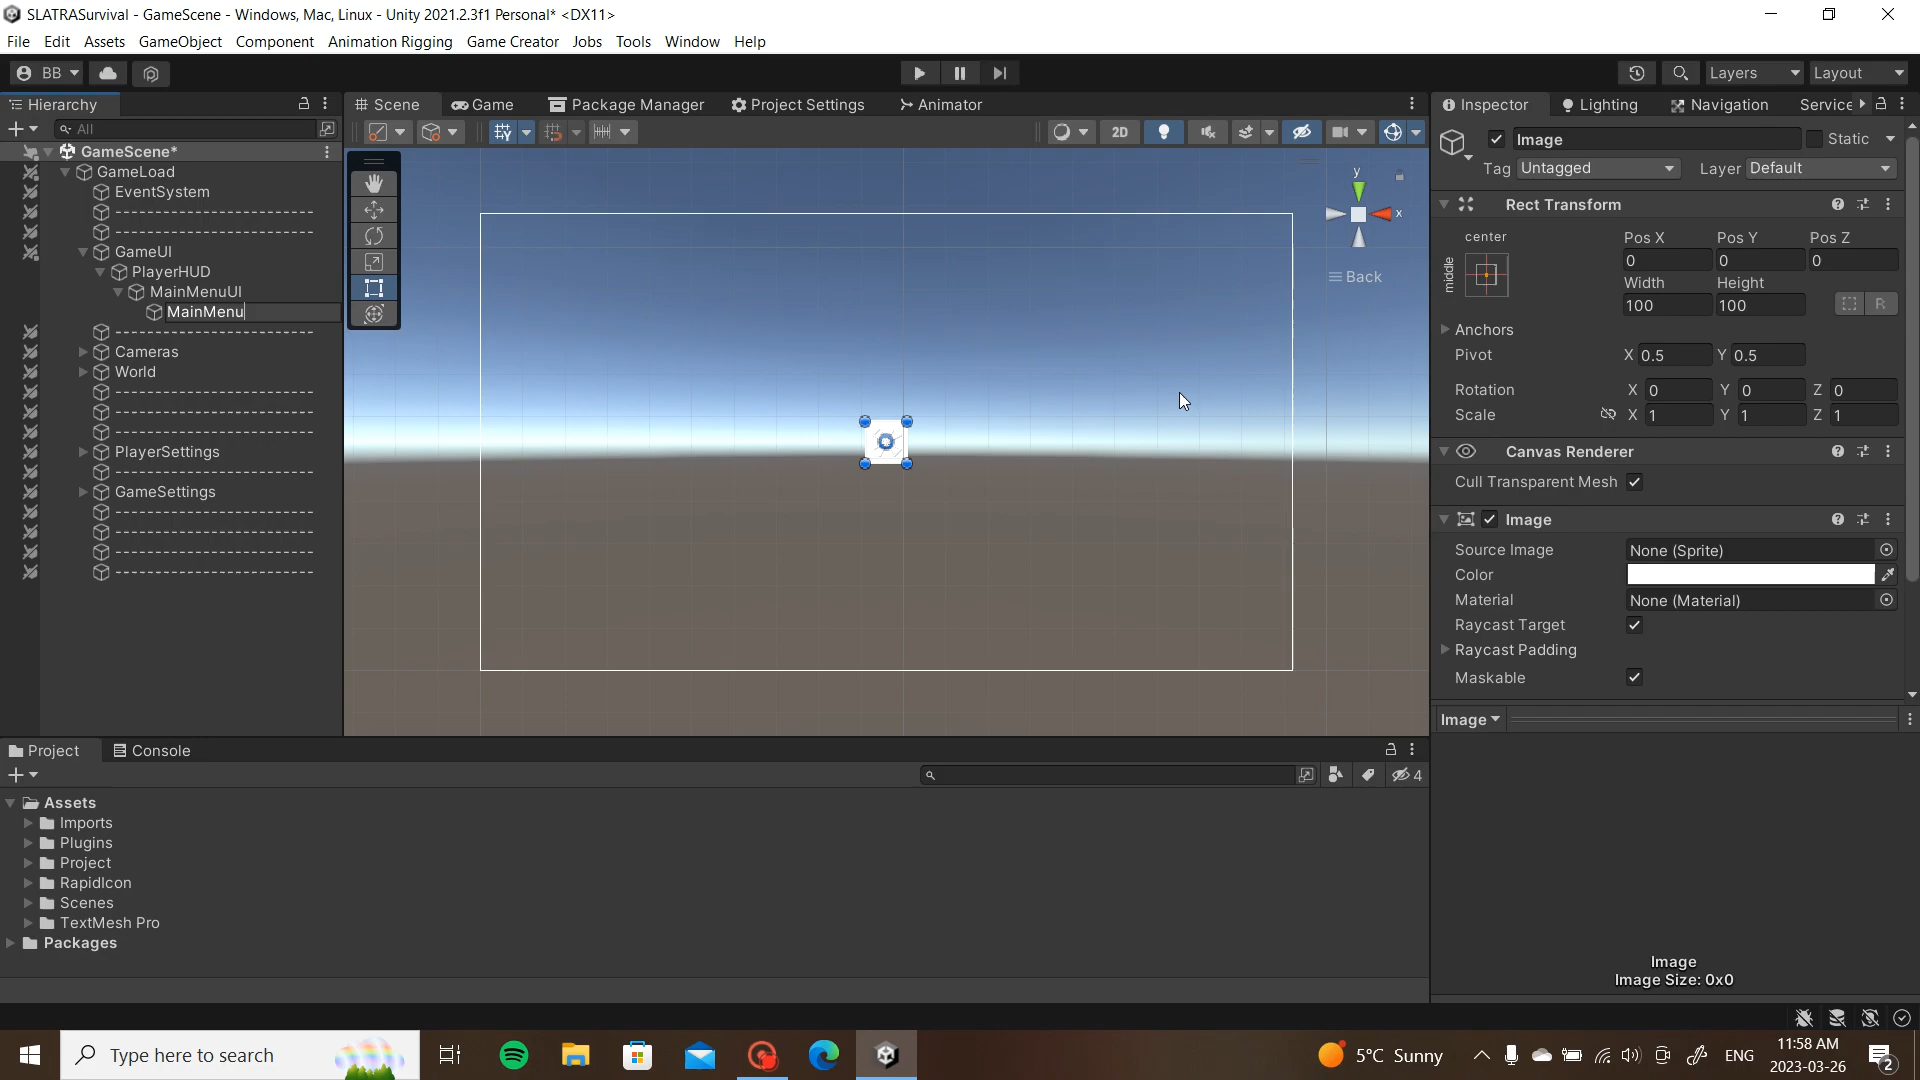 SLATRASurvival - GameScene - Windows, Mac, Linux - Unity 2021.2.3f1 Personal* <DX11>
File Edit Assets GameObject Component Animation Rigging Game Creator Jobs Tools Window Help
BB Layers Layout
Hierarchy Scene Game Package Manager Project Settings Animator Inspector Lighting Navigation Service
All 2D
GameScene*
GameLoad
EventSystem
--------------------------
--------------------------
GameUI
PlayerHUD
MainMenuUI
MainMenu
--------------------------
Cameras
World
--------------------------
--------------------------
--------------------------
PlayerSettings
--------------------------
GameSettings
--------------------------
--------------------------
--------------------------
--------------------------
y
x
Back
Image Static
Tag Untagged Layer Default
Rect Transform
center Pos X Pos Y Pos Z
middle 0 0 0
Width Height
100 100 R
Anchors
Pivot X 0.5 Y 0.5
Rotation X 0 Y 0 Z 0
Scale X 1 Y 1 Z 1
Canvas Renderer
Cull Transparent Mesh
Image
Source Image None (Sprite)
Color
Material None (Material)
Raycast Target
Raycast Padding
Maskable
Image
Image
Image Size: 0x0
Project Console
4
Assets
Imports
Plugins
Project
RapidIcon
Scenes
TextMesh Pro
Packages
Type here to search
5°C Sunny
ENG
11:58 AM
2023-03-26
2